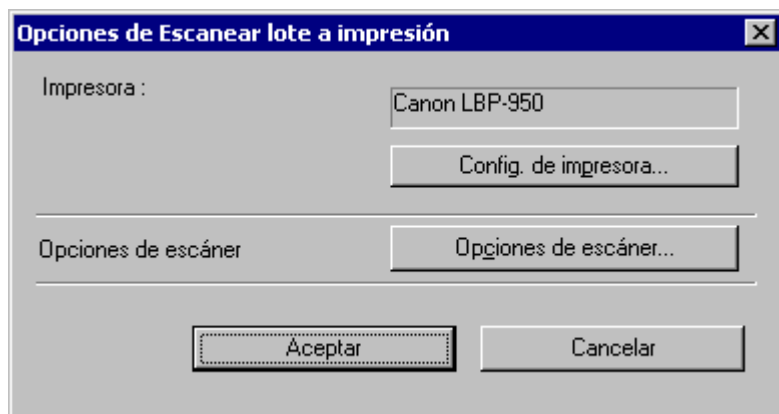 Opciones de Escanear lote a impresión
Impresora :
Canon LBP-950
Config. de impresora...
Opciones de escáner
Opciones de escáner...
Aceptar
Cancelar